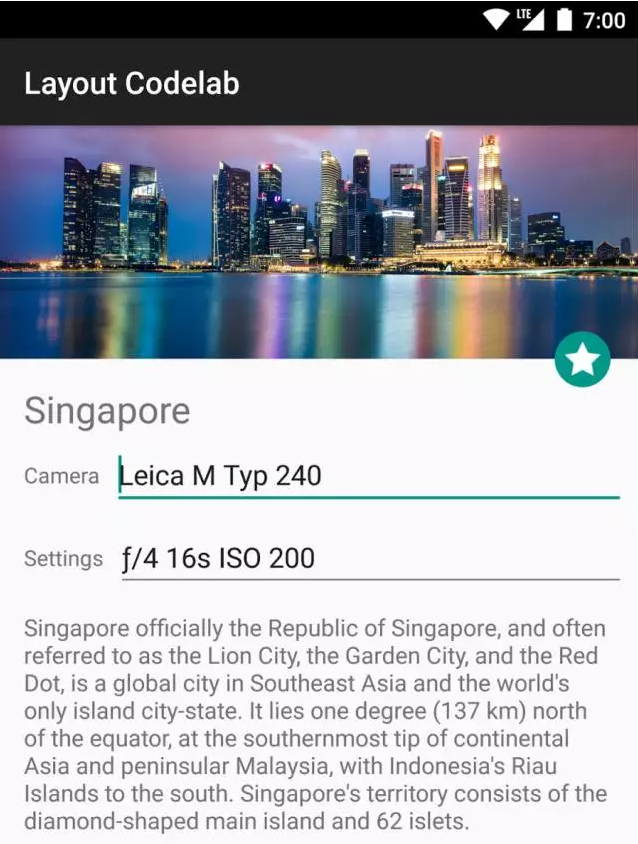 LTE 7:00
Layout Codelab
Singapore
Camera Leica M Typ 240
Settings ƒ/4 16s ISO 200
Singapore officially the Republic of Singapore, and often
referred to as the Lion City, the Garden City, and the Red
Dot, is a global city in Southeast Asia and the world's
only island city-state. It lies one degree (137 km) north
of the equator, at the southernmost tip of continental
Asia and peninsular Malaysia, with Indonesia's Riau
Islands to the south. Singapore's territory consists of the
diamond-shaped main island and 62 islets.